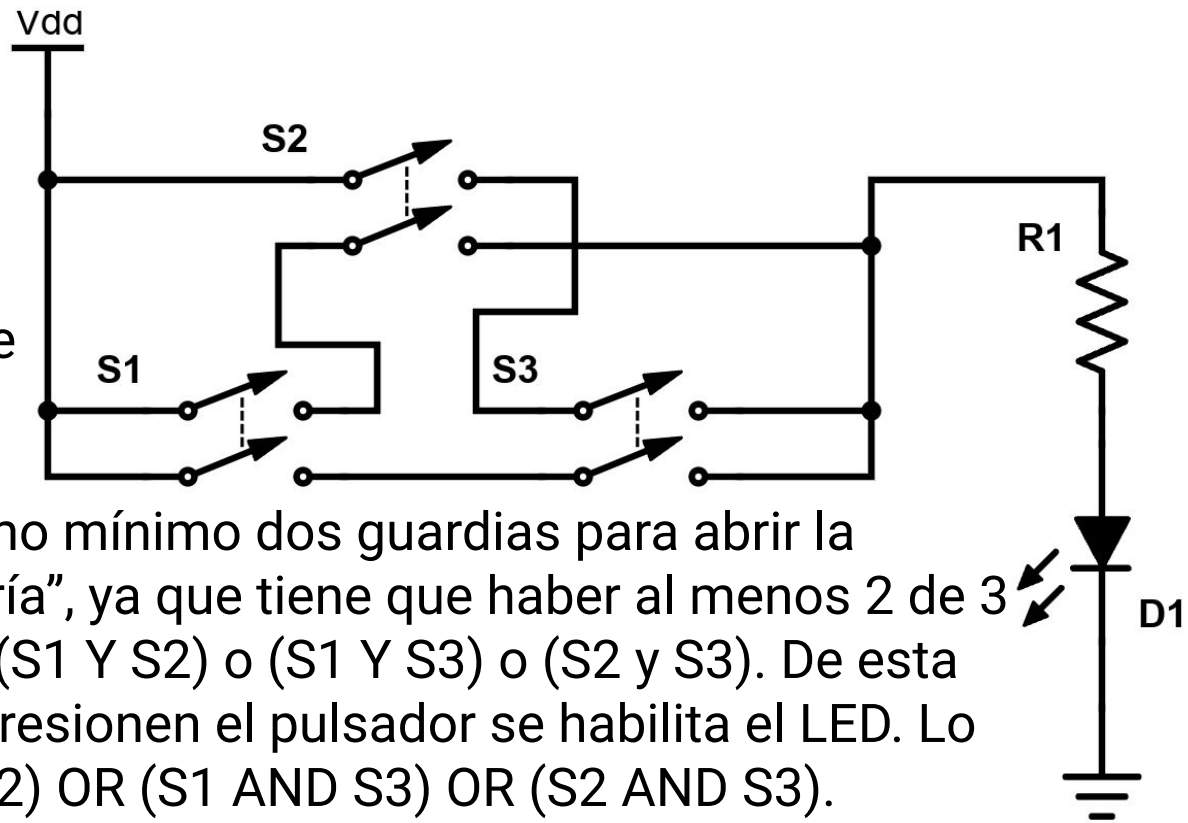 Vdd
S2
R1
e
S1
S3
no mínimo dos guardias para abrir la
ría”, ya que tiene que haber al menos 2 de 3
D1
(S1 Y S2) o (S1 Y S3) o (S2 y S3). De esta
resionen el pulsador se habilita el LED. Lo
2) OR (S1 AND S3) OR (S2 AND S3).